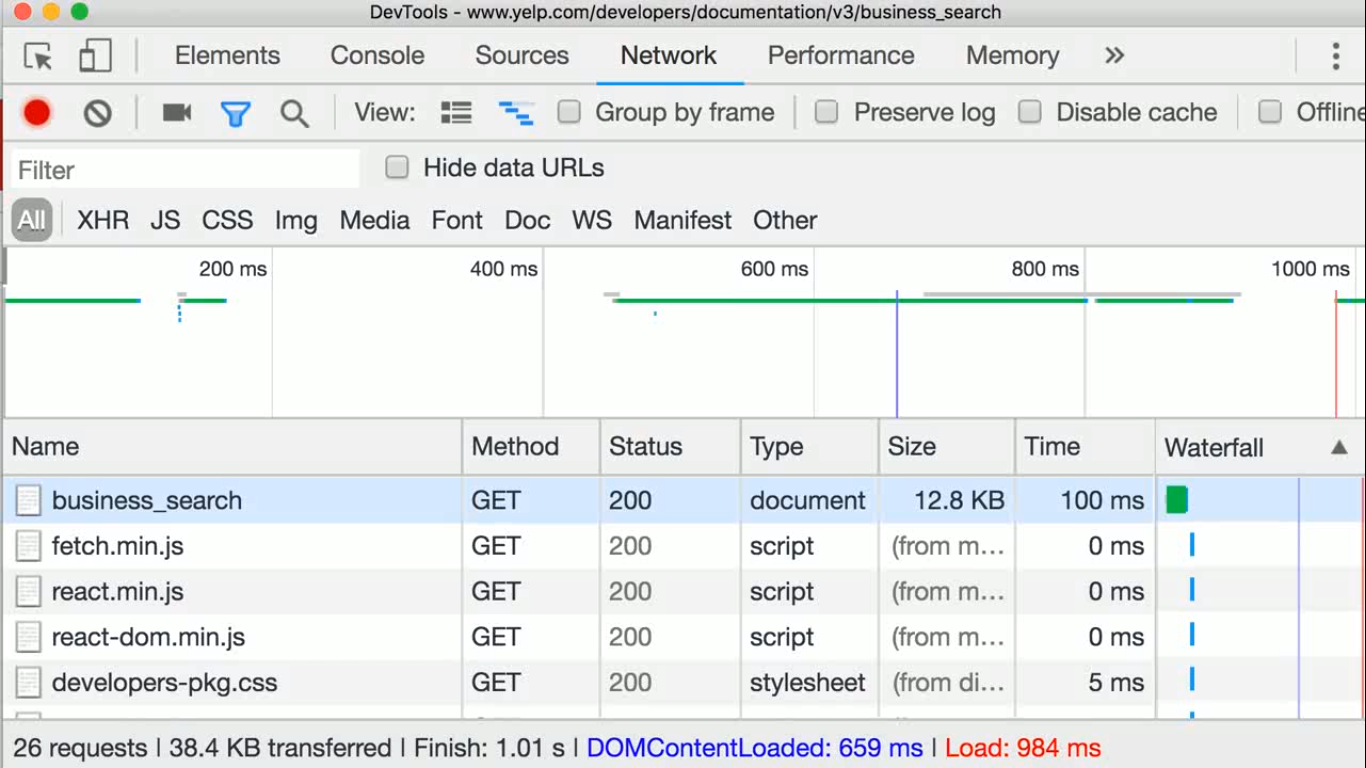 DevTools - www.yelp.com/developers/documentation/v3/business_search
Elements Console Sources Network Performance Memory »
View: Group by frame Preserve log Disable cache Offline
Filter Hide data URLs
All XHR JS CSS Img Media Font Doc WS Manifest Other
200 ms 400 ms 600 ms 800 ms 1000 ms
Name Method Status Type Size Time Waterfall ▲
business_search GET 200 document 12.8 KB 100 ms
fetch.min.js GET 200 script (from m... 0 ms
react.min.js GET 200 script (from m... 0 ms
react-dom.min.js GET 200 script (from m... 0 ms
developers-pkg.css GET 200 stylesheet (from di... 5 ms
26 requests | 38.4 KB transferred | Finish: 1.01 s | DOMContentLoaded: 659 ms | Load: 984 ms